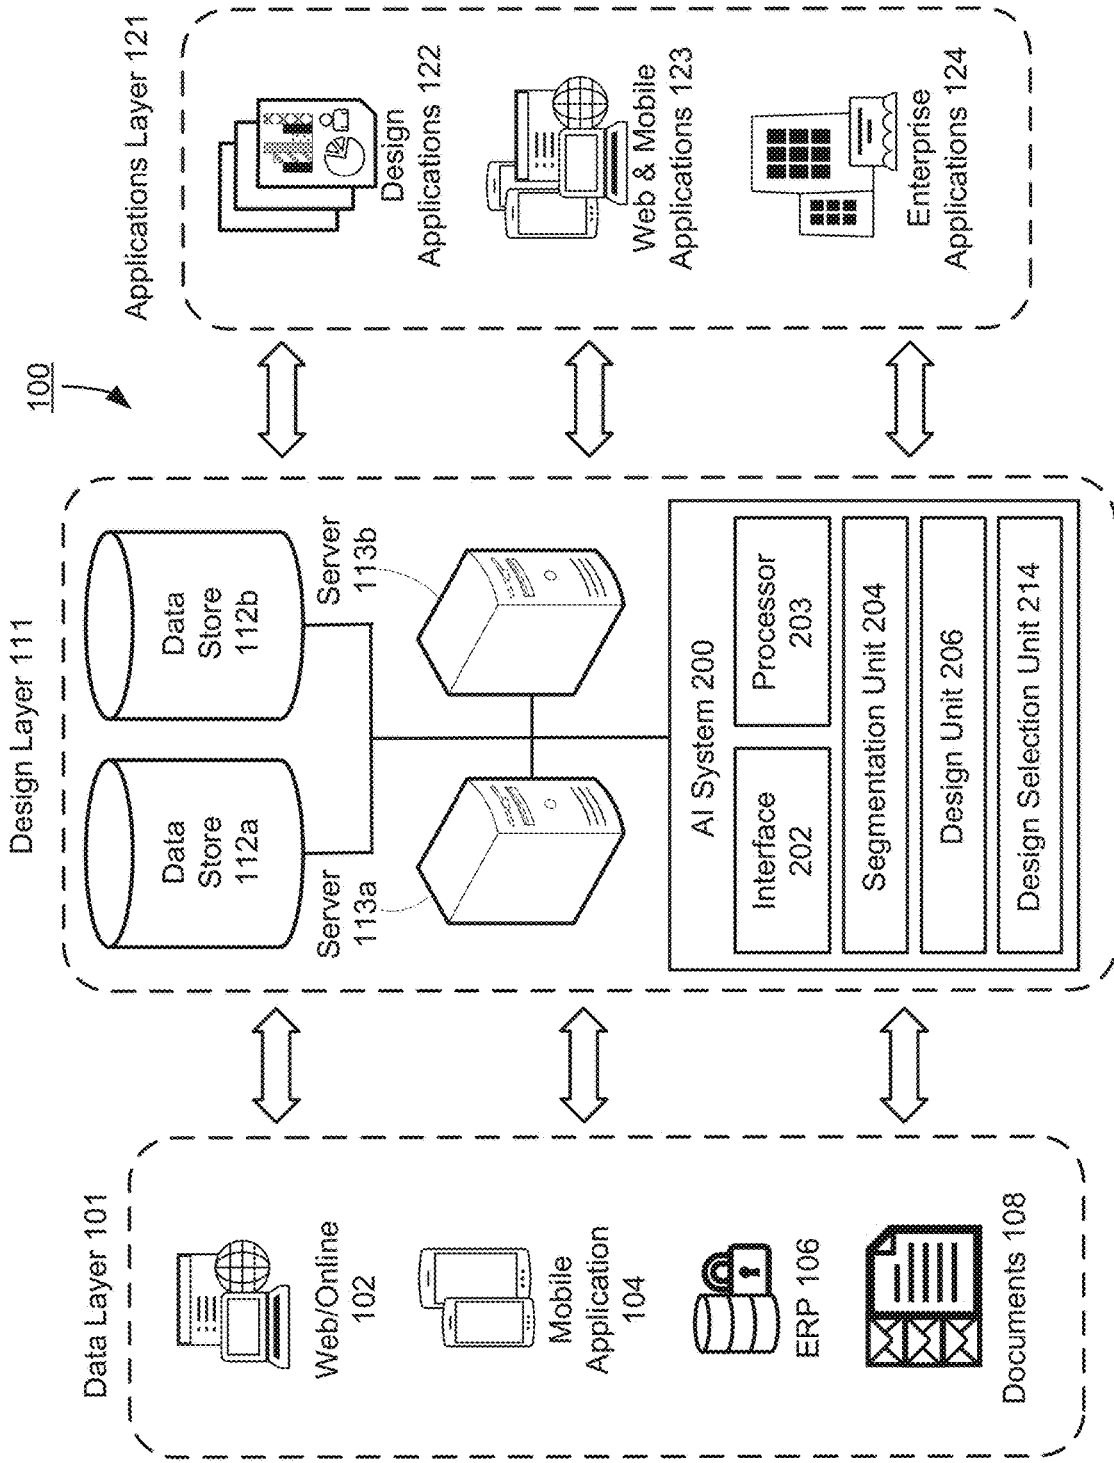 100
Data Layer 101
Web/Online
102
Mobile
Application
104
ERP 106
Documents 108
Design Layer 111
Data
Store
112a
Data
Store
112b
Server
113a
Server
113b
AI System 200
Interface
202
Processor
203
Segmentation Unit 204
Design Unit 206
Design Selection Unit 214
Applications Layer 121
Design
Applications 122
Web & Mobile
Applications 123
Enterprise
Applications 124